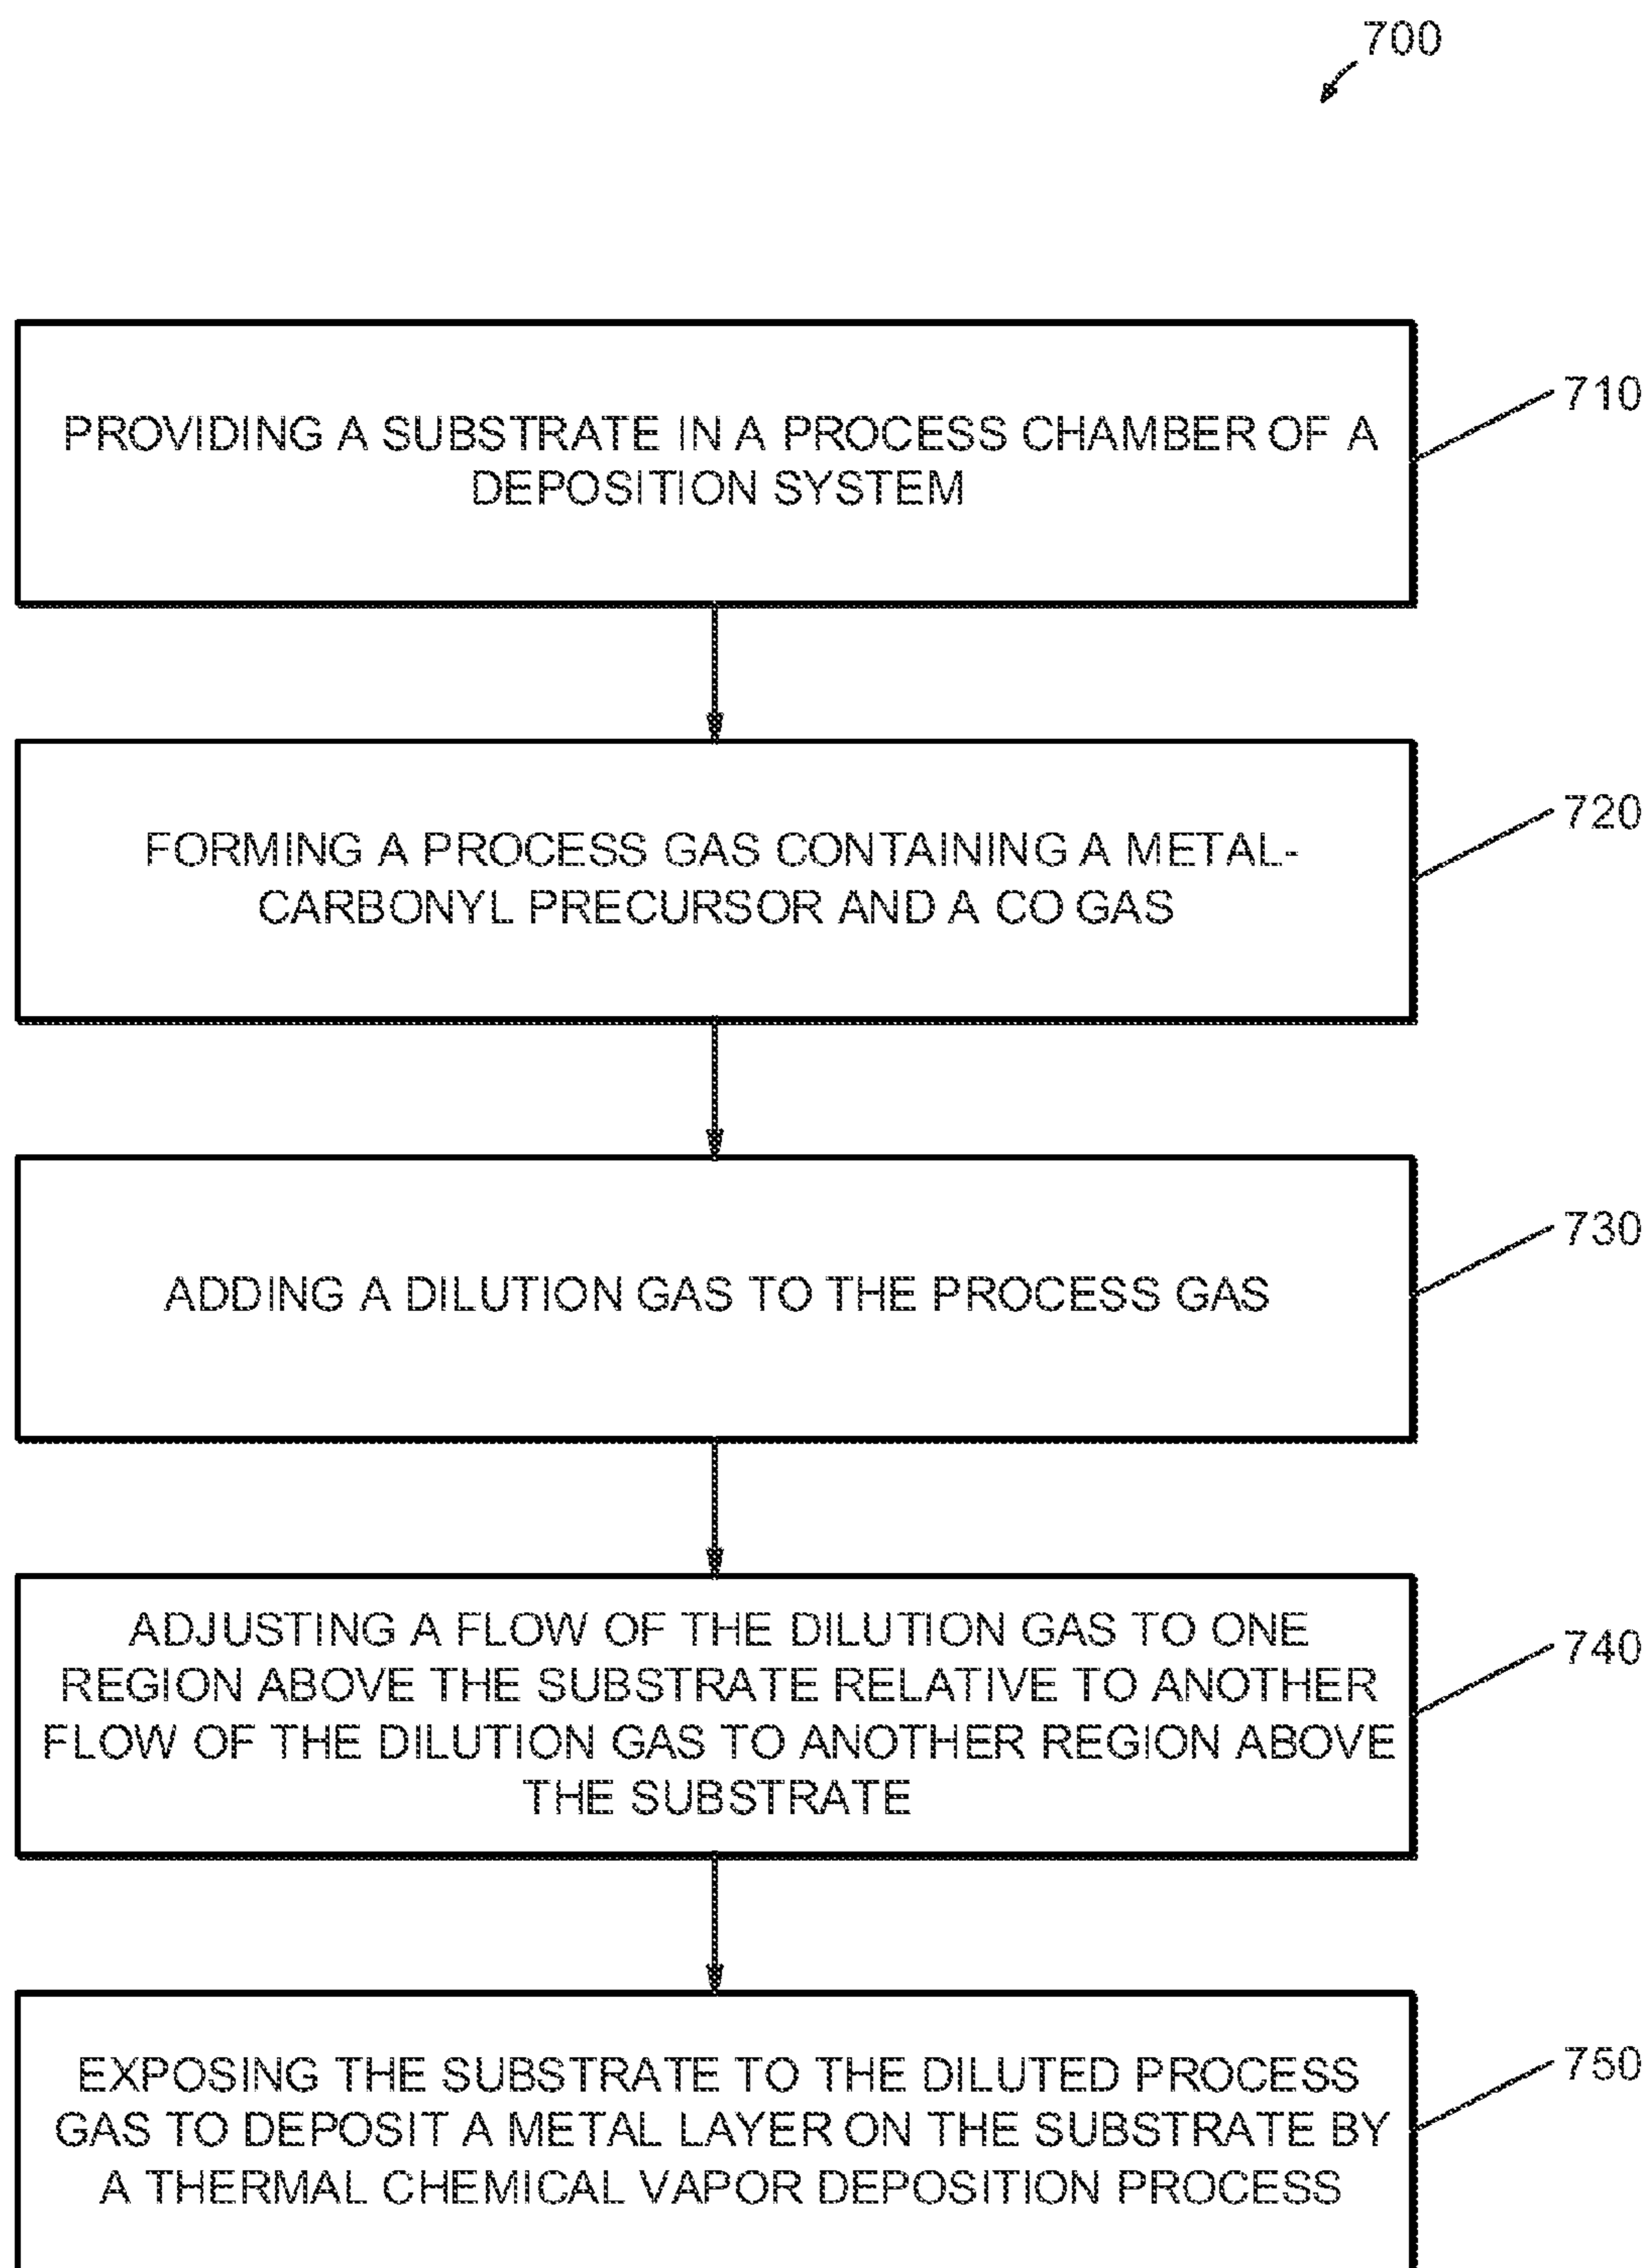 700
PROVIDING A SUBSTRATE IN A PROCESS CHAMBER OF A
DEPOSITION SYSTEM
710
FORMING A PROCESS GAS CONTAINING A METAL-
CARBONYL PRECURSOR AND A CO GAS
720
ADDING A DILUTION GAS TO THE PROCESS GAS
730
ADJUSTING A FLOW OF THE DILUTION GAS TO ONE
REGION ABOVE THE SUBSTRATE RELATIVE TO ANOTHER
FLOW OF THE DILUTION GAS TO ANOTHER REGION ABOVE
THE SUBSTRATE
740
EXPOSING THE SUBSTRATE TO THE DILUTED PROCESS
GAS TO DEPOSIT A METAL LAYER ON THE SUBSTRATE BY
A THERMAL CHEMICAL VAPOR DEPOSITION PROCESS
750